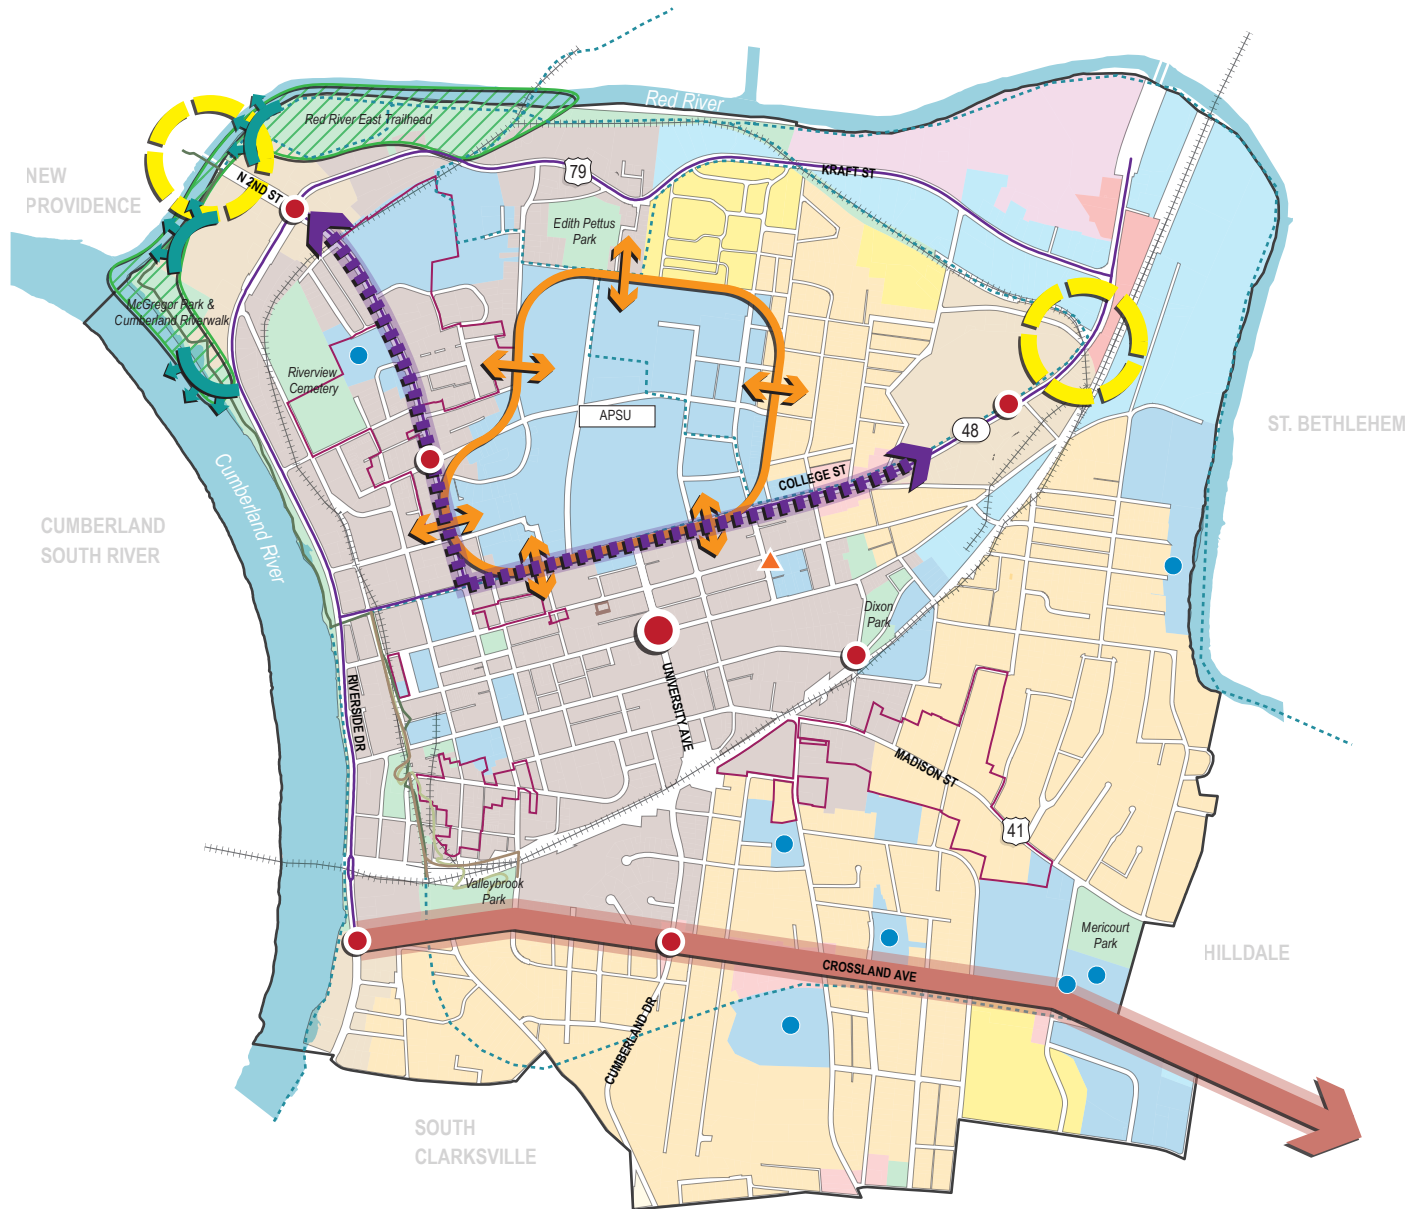 Red River
Red River East Trailhead
79
KRAFT ST
NEW
PROVIDENCE
N 2ND ST
Edith Pettus
Park
McGregor Park &
Cumberland Riverwalk
Riverview
Cemetery
APSU
48
ST. BETHLEHEM
COLLEGE ST
Cumberland River
CUMBERLAND
SOUTH RIVER
Dixon
Park
UNIVERSITY AVE
RIVERSIDE DR
MADISON ST
41
Valleybrook
Park
Mericourt
Park
HILLDALE
CROSSLAND AVE
CUMBERLAND DR
SOUTH
CLARKSVILLE